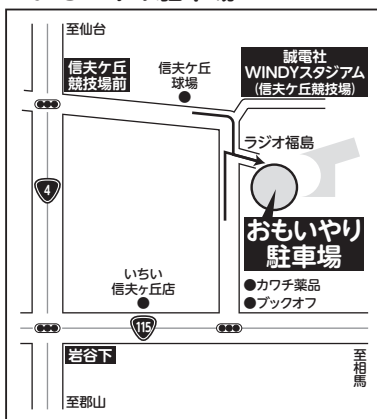 至仙台
信夫ケ丘
競技場前
信夫ケ丘
球場
誠電社
WINDYスタジアム
(信夫ケ丘競技場)
ラジオ福島
4
おもいやり
駐車場
いちい
信夫ヶ丘店
●カワチ薬品
●ブックオフ
115
岩谷下
至相馬
至郡山